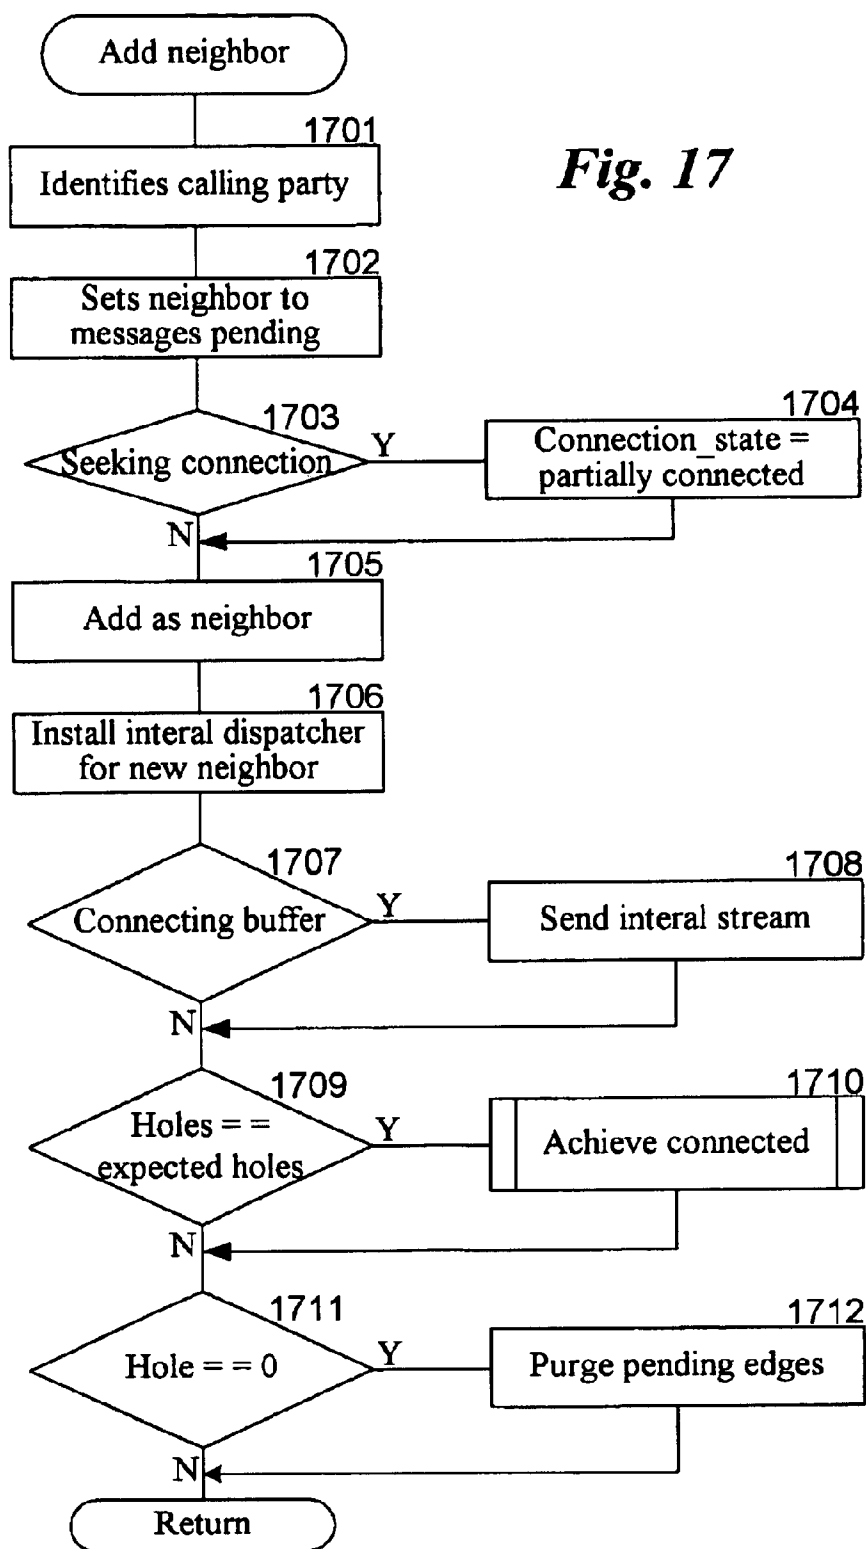 Add neighbor
1701
Identifies calling party
Fig. 17
1702
Sets neighbor to
messages pending
1703
Seeking connection
Y
1704
Connection_state =
partially connected
N
1705
Add as neighbor
1706
Install interal dispatcher
for new neighbor
1707
Connecting buffer
Y
1708
Send interal stream
N
1709
Holes = =
expected holes
Y
1710
Achieve connected
N
1711
Hole = = 0
Y
1712
Purge pending edges
N
Return